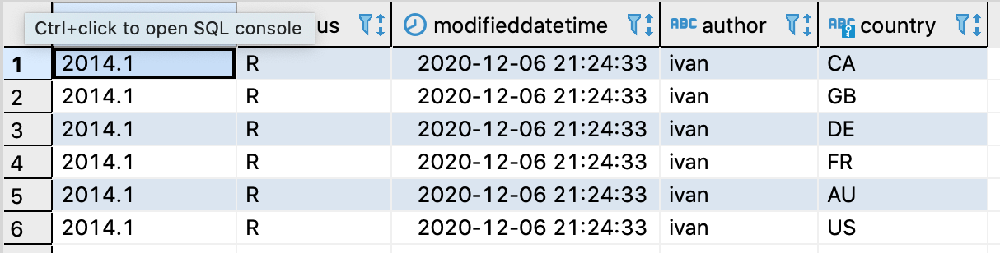 Ctrl+click to open SQL console tus modifieddatetime ABC author ABC country
1 2014.1 R 2020-12-06 21:24:33 ivan CA
2 2014.1 R 2020-12-06 21:24:33 ivan GB
3 2014.1 R 2020-12-06 21:24:33 ivan DE
4 2014.1 R 2020-12-06 21:24:33 ivan FR
5 2014.1 R 2020-12-06 21:24:33 ivan AU
6 2014.1 R 2020-12-06 21:24:33 ivan US